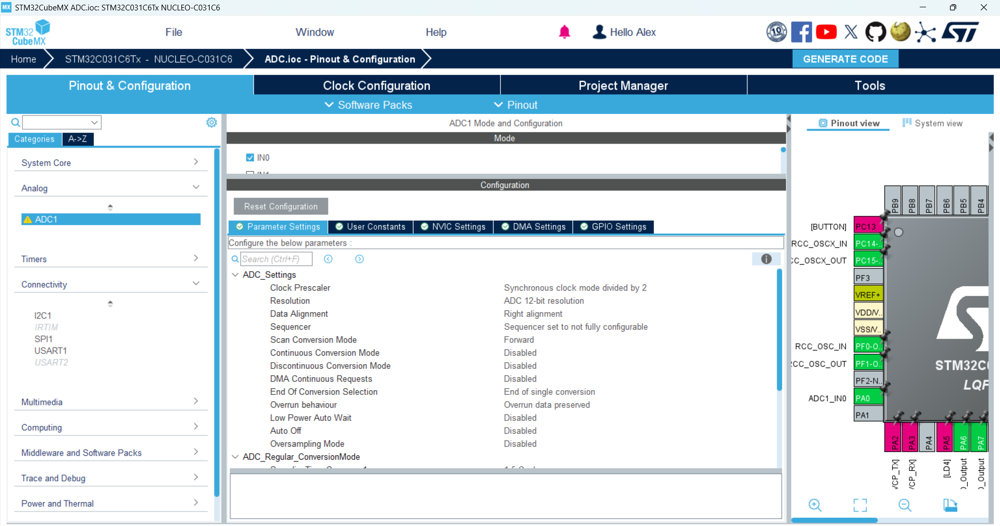 MX STM32CubeMX ADC.ioc: STM32C031C6Tx NUCLEO-C031C6
STM32 CubeMX
File
Window
Help
Hello Alex
10
Home
STM32C031C6Tx - NUCLEO-C031C6
ADC.ioc - Pinout & Configuration
GENERATE CODE
Pinout & Configuration
Clock Configuration
Project Manager
Tools
Software Packs
Pinout
Categories
A->Z
System Core
Analog
ADC1
Timers
Connectivity
I2C1
IRTIM
SPI1
USART1
USART2
Multimedia
Computing
Middleware and Software Packs
Trace and Debug
Power and Thermal
ADC1 Mode and Configuration
Mode
IN0
Configuration
Reset Configuration
Parameter Settings
User Constants
NVIC Settings
DMA Settings
GPIO Settings
Configure the below parameters :
Search (Ctrl+F)
ADC_Settings
Clock Prescaler Synchronous clock mode divided by 2
Resolution ADC 12-bit resolution
Data Alignment Right alignment
Sequencer Sequencer set to not fully configurable
Scan Conversion Mode Forward
Continuous Conversion Mode Disabled
Discontinuous Conversion Mode Disabled
DMA Continuous Requests Disabled
End Of Conversion Selection End of single conversion
Overrun behaviour Overrun data preserved
Low Power Auto Wait Disabled
Auto Off Disabled
Oversampling Mode Disabled
ADC_Regular_ConversionMode
Pinout view
System view
PB9
PB8
PB7
PB6
PB5
PB4
[BUTTON] PC13
RCC_OSCX_IN PC14-..
CC_OSCX_OUT PC15-..
PF3
VREF+
VDD/V..
VSS/V..
RCC_OSC_IN PF0-O..
CC_OSC_OUT PF1-O..
PF2-N..
ADC1_IN0 PA0
PA1
STM32C
LQF
PA2
PA3
PA4
PA5
PA6
PA7
VCP_TX]
VCP_RX]
[LD4]
O_Output
O_Output